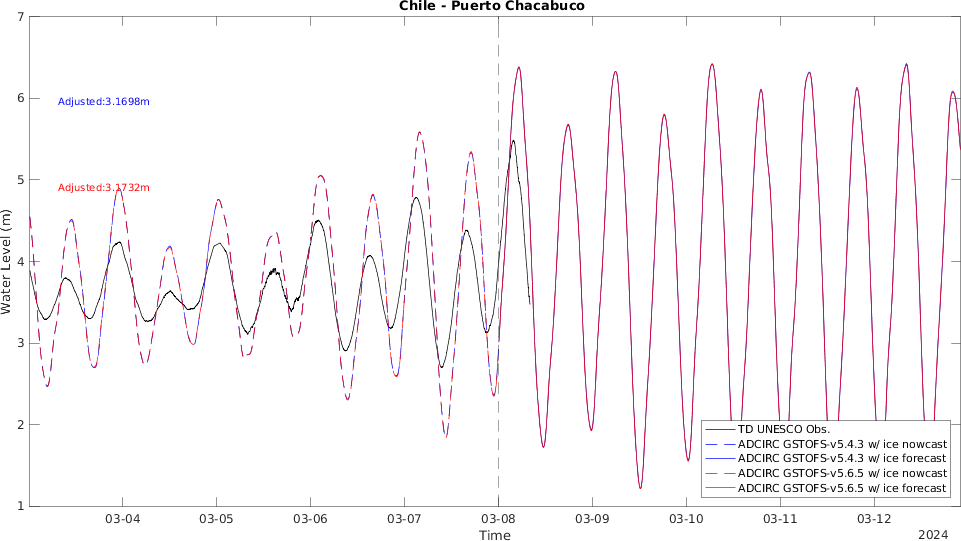 Chile - Puerto Chacabuco
7
6
5
4
3
2
1
Water Level (m)
Adjusted:3.1698m
Adjusted:3.1732m
TD UNESCO Obs.
ADCIRC GSTOFS-v5.4.3 w/ ice nowcast
ADCIRC GSTOFS-v5.4.3 w/ ice forecast
ADCIRC GSTOFS-v5.6.5 w/ ice nowcast
ADCIRC GSTOFS-v5.6.5 w/ ice forecast
03-04 03-05 03-06 03-07 03-08 03-09 03-10 03-11 03-12
Time
2024